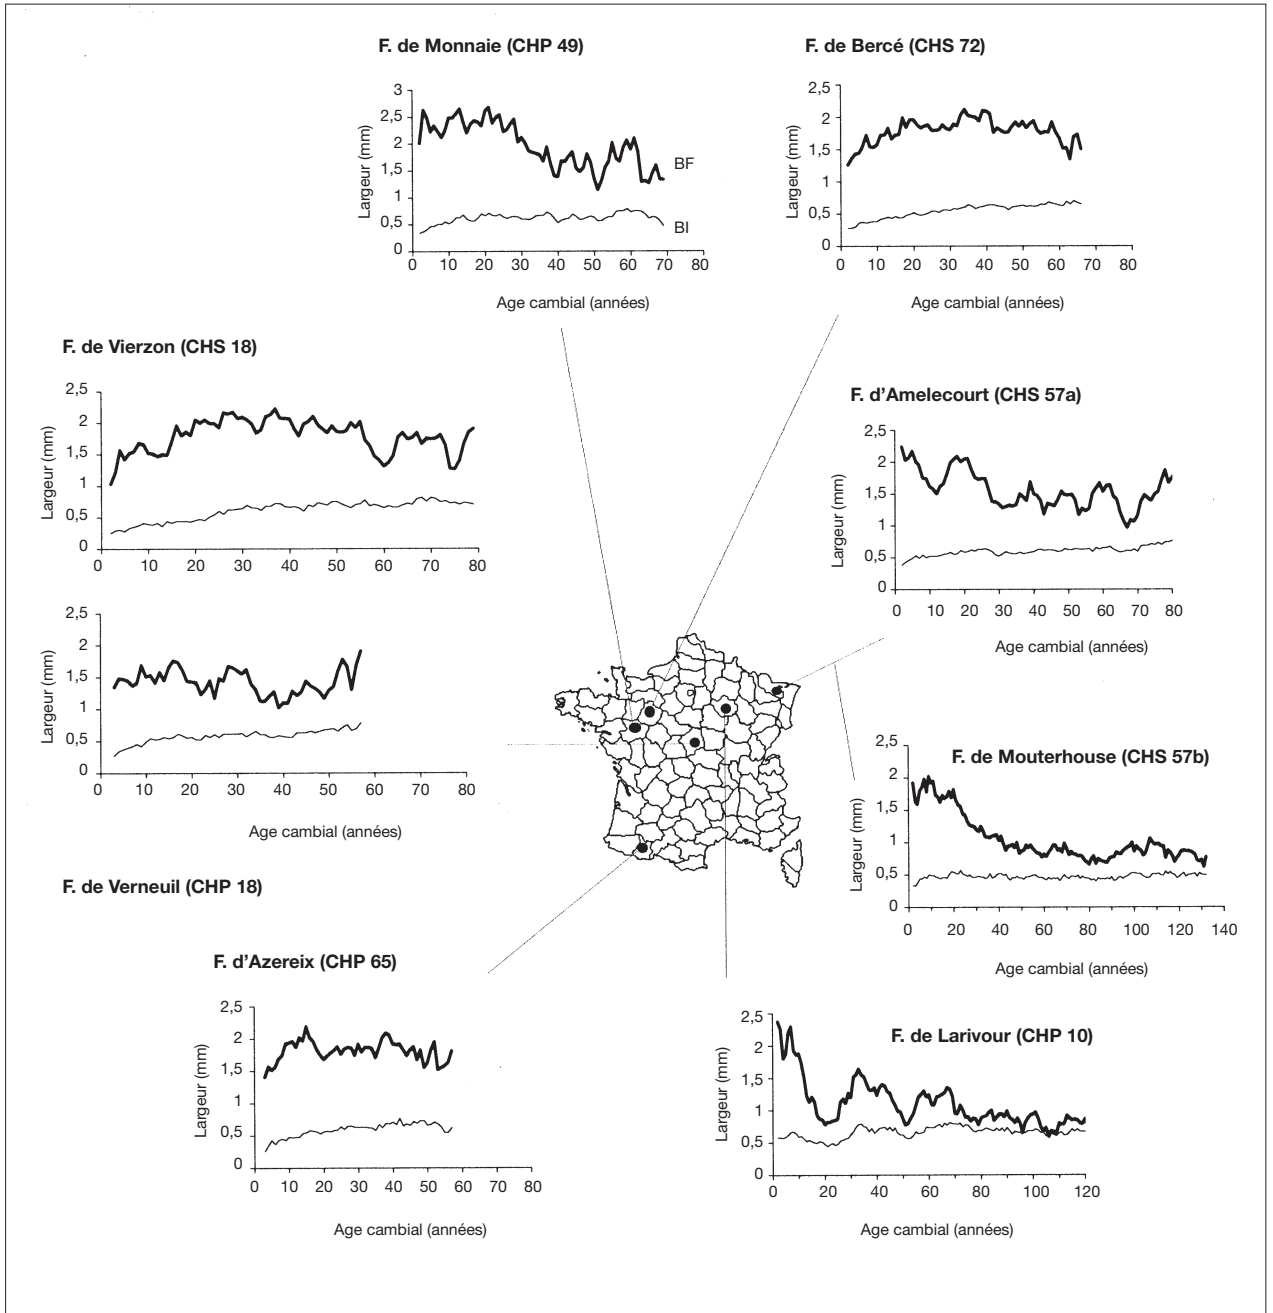 F. de Monnaie (CHP 49)
Largeur (mm)
3
2,5
2
1,5
1
0,5
0
BF
BI
0 10 20 30 40 50 60 70 80
Age cambial (années)
F. de Bercé (CHS 72)
Largeur (mm)
2,5
2
1,5
1
0,5
0
0 10 20 30 40 50 60 70 80
Age cambial (années)
F. de Vierzon (CHS 18)
Largeur (mm)
2,5
2
1,5
1
0,5
0
0 10 20 30 40 50 60 70 80
F. d'Amelecourt (CHS 57a)
Largeur (mm)
2,5
2
1,5
1
0,5
0
0 10 20 30 40 50 60 70 80
Age cambial (années)
Largeur (mm)
2,5
2
1,5
1
0,5
0
0 10 20 30 40 50 60 70 80
Age cambial (années)
F. de Verneuil (CHP 18)
F. de Mouterhouse (CHS 57b)
Largeur (mm)
2,5
2
1,5
1
0,5
0
0 20 40 60 80 100 120 140
Age cambial (années)
F. d'Azereix (CHP 65)
Largeur (mm)
2,5
2
1,5
1
0,5
0
0 10 20 30 40 50 60 70 80
Age cambial (années)
F. de Larivour (CHP 10)
Largeur (mm)
2,5
2
1,5
1
0,5
0
0 20 40 60 80 100 120
Age cambial (années)